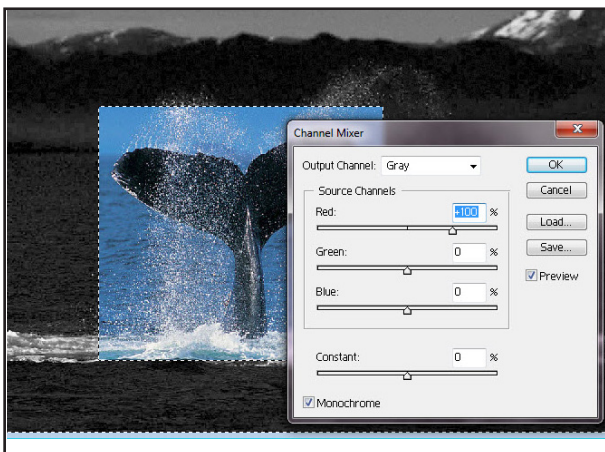 Channel Mixer
Output Channel: Gray
OK
Source Channels
Cancel
Red: +100 %
Load...
Green: 0 %
Save...
Preview
Blue: 0 %
Constant: 0 %
Monochrome